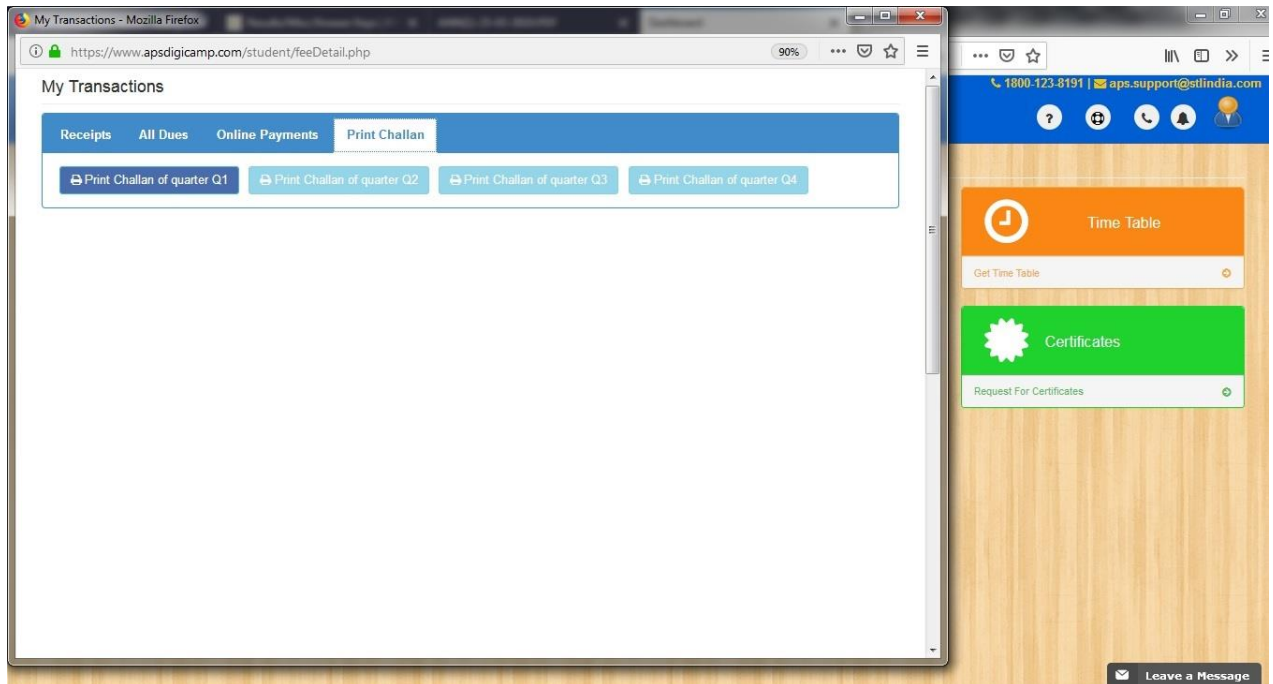 My Transactions - Mozilla Firefox
https://www.apsdigicamp.com/student/feeDetail.php
90%
My Transactions
Receipts All Dues Online Payments Print Challan
Print Challan of quarter Q1 Print Challan of quarter Q2 Print Challan of quarter Q3 Print Challan of quarter Q4
1800-123-8191 | aps.support@stlindia.com
Time Table
Get Time Table
Certificates
Request For Certificates
Leave a Message